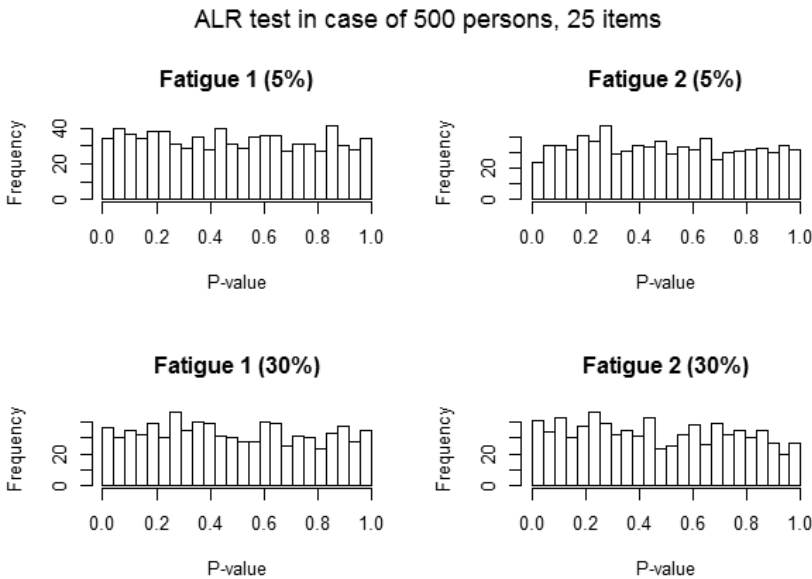 ALR test in case of 500 persons, 25 items
Fatigue 1 (5%)
Frequency
40
20
0
0.0 0.2 0.4 0.6 0.8 1.0
P-value
Fatigue 2 (5%)
Frequency
20
0
0.0 0.2 0.4 0.6 0.8 1.0
P-value
Fatigue 1 (30%)
Frequency
20
0
0.0 0.2 0.4 0.6 0.8 1.0
P-value
Fatigue 2 (30%)
Frequency
20
0
0.0 0.2 0.4 0.6 0.8 1.0
P-value